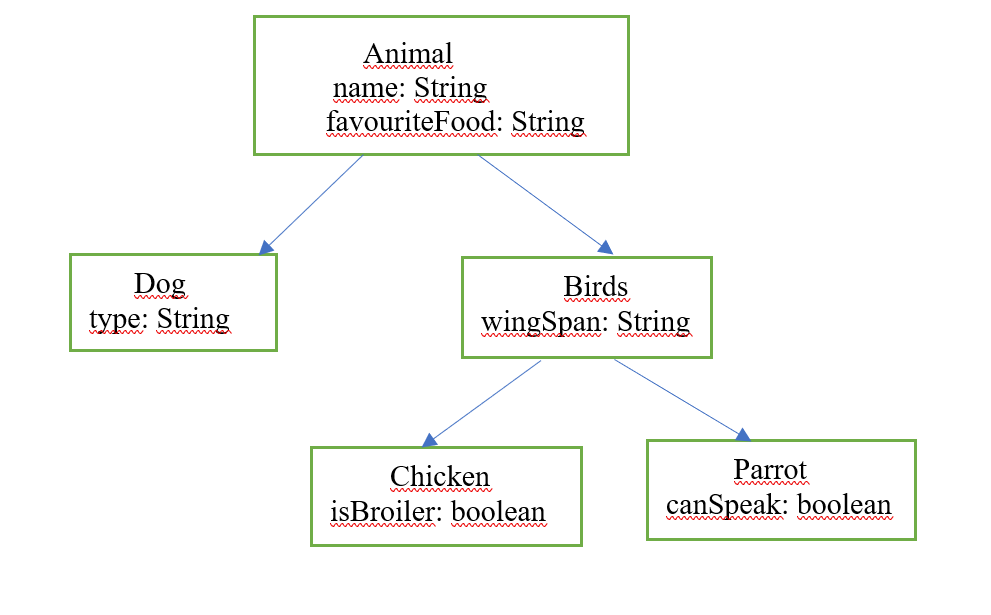 Animal
name: String
favouriteFood: String
Dog
type: String
Birds
wingSpan: String
Chicken
isBroiler: boolean
Parrot
canSpeak: boolean